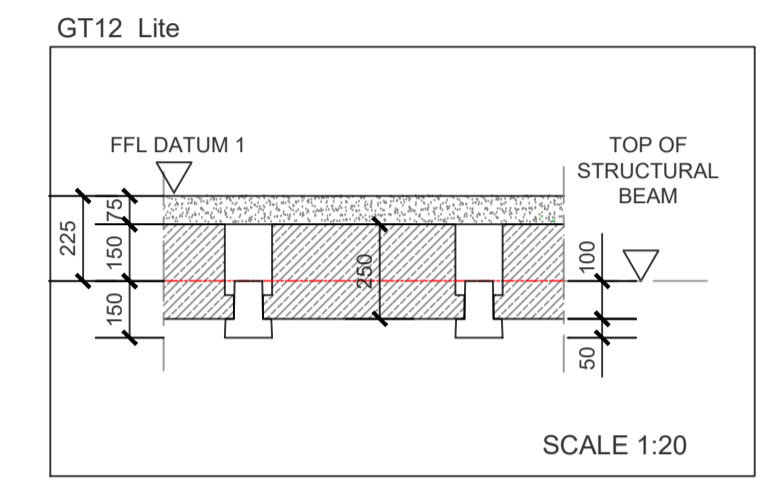 GT12 Lite
FFL DATUM 1
TOP OF
STRUCTURAL
BEAM
75
225
150
250
100
150
50
SCALE 1:20